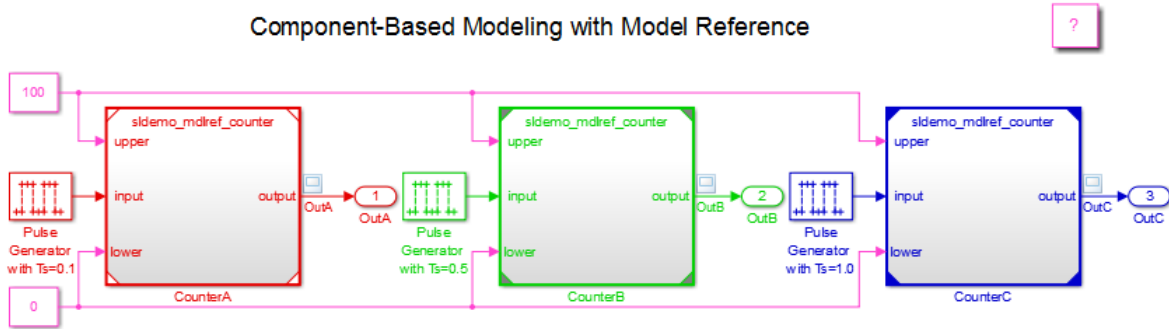 Component-Based Modeling with Model Reference
?
100
sldemo_mdlref_counter
upper
input
output
lower
Pulse
Generator
with Ts=0.1
CounterA
OutA
1
OutA
sldemo_mdlref_counter
upper
input
output
lower
Pulse
Generator
with Ts=0.5
CounterB
OutB
2
OutB
sldemo_mdlref_counter
upper
input
output
lower
Pulse
Generator
with Ts=1.0
CounterC
OutC
3
OutC
0